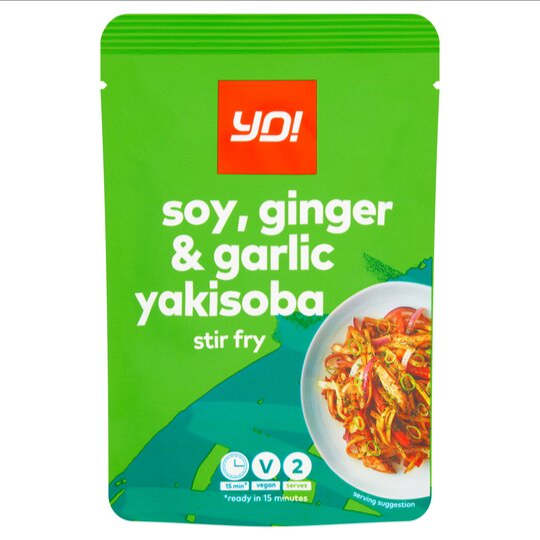 YO!
soy, ginger
& garlic
yakisoba
stir fry
V 2
15 min* vegan serves
*ready in 15 minutes
serving suggestion